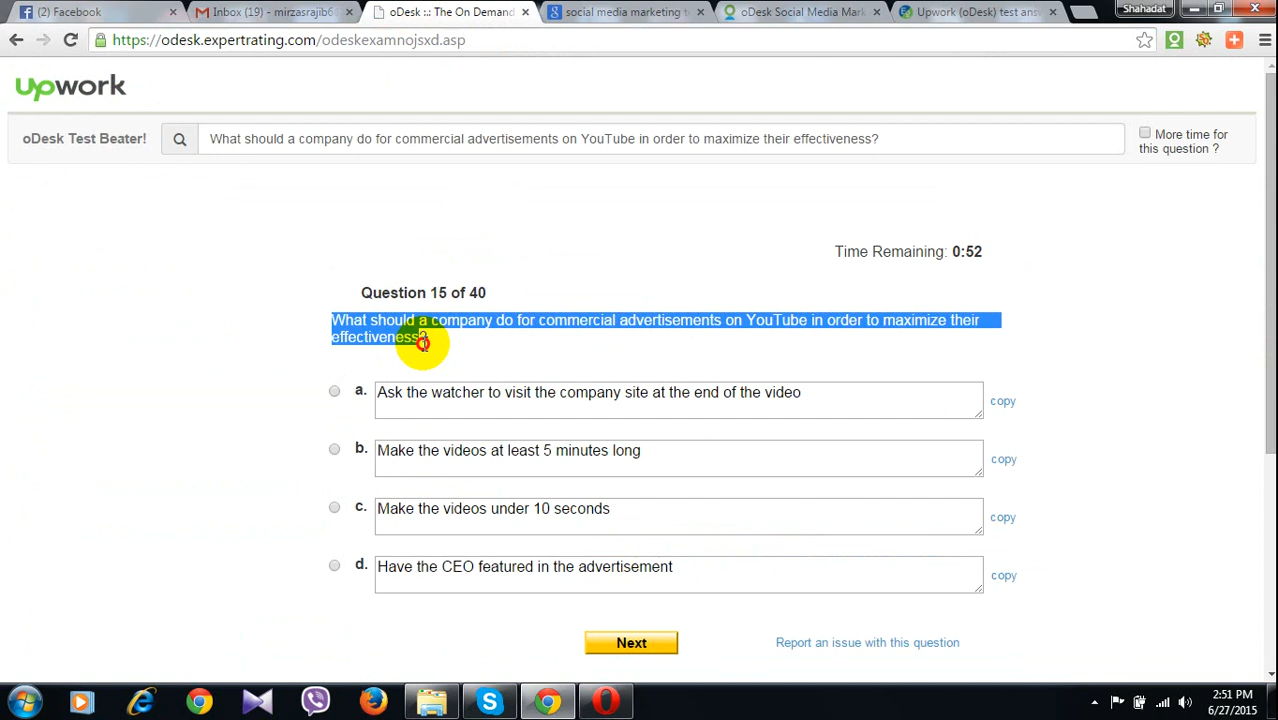 (2) Facebook
Inbox (19) - mirzasrajib6
oDesk ::: The On Demand
social media marketing t
oDesk Social Media Mark
Upwork (oDesk) test ans
Shahadat
https://odesk.expertrating.com/odeskexamnojsxd.asp
upwork
oDesk Test Beater!
What should a company do for commercial advertisements on YouTube in order to maximize their effectiveness?
More time for
this question ?
Time Remaining: 0:52
Question 15 of 40
What should a company do for commercial advertisements on YouTube in order to maximize their
effectiveness?
a. Ask the watcher to visit the company site at the end of the video
copy
b. Make the videos at least 5 minutes long
copy
c. Make the videos under 10 seconds
copy
d. Have the CEO featured in the advertisement
copy
Next
Report an issue with this question
2:51 PM
6/27/2015